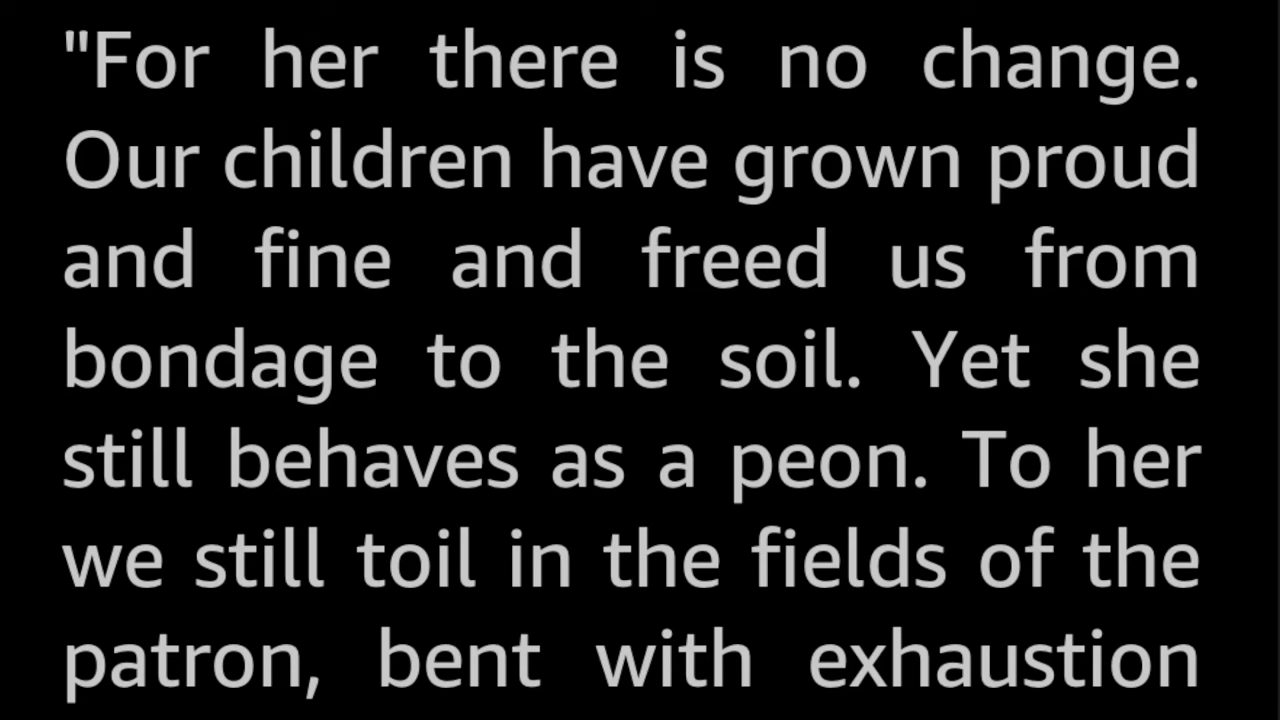 "For her there is no change.
Our children have grown proud
and fine and freed us from
bondage to the soil. Yet she
still behaves as a peon. To her
we still toil in the fields of the
patron, bent with exhaustion